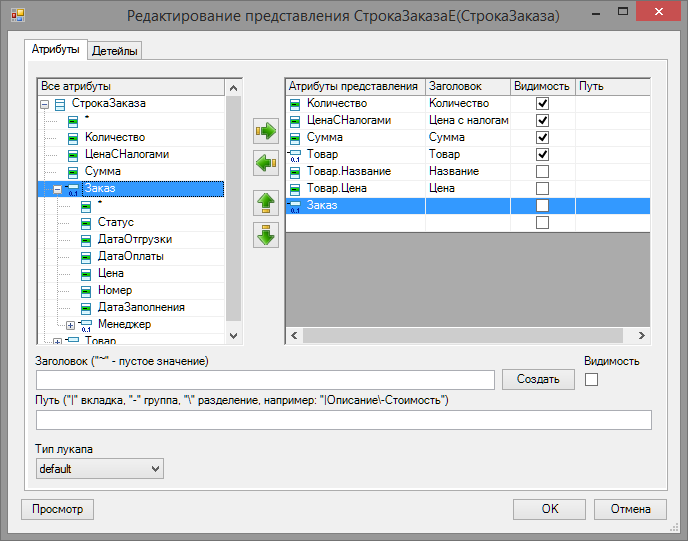 Редактирование представления СтрокаЗаказаE(СтрокаЗаказа)
Атрибуты
Детейлы
Все атрибуты
СтрокаЗаказа
*
Количество
ЦенаСНалогами
Сумма
Заказ
*
Статус
ДатаОтгрузки
ДатаОплаты
Цена
Номер
ДатаЗаполнения
Менеджер
Товар
Атрибуты представления Заголовок Видимость Путь
Количество Количество
ЦенаСНалогами Цена с налогам
Сумма Сумма
Товар Товар
Товар.Название Название
Товар.Цена Цена
Заказ
Заголовок ("~" - пустое значение)
Видимость
Создать
Путь ("|" вкладка, "-" группа, "\" разделение, например: "|Описание\-Стоимость")
Тип лукапа
default
Просмотр
OK
Отмена